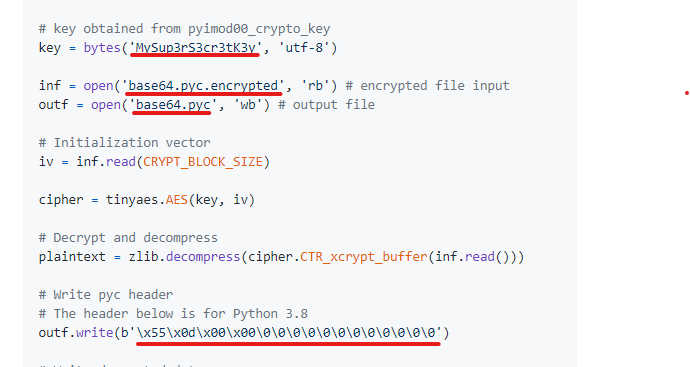 # key obtained from pyimod00_crypto_key
key = bytes('MySup3rS3cr3tK3y', 'utf-8')
inf = open('base64.pyc.encrypted', 'rb') # encrypted file input
outf = open('base64.pyc', 'wb') # output file
# Initialization vector
iv = inf.read(CRYPT_BLOCK_SIZE)
cipher = tinyaes.AES(key, iv)
# Decrypt and decompress
plaintext = zlib.decompress(cipher.CTR_xcrypt_buffer(inf.read()))
# Write pyc header
# The header below is for Python 3.8
outf.write(b'\x55\x0d\x00\x00\0\0\0\0\0\0\0\0\0\0\0\0')